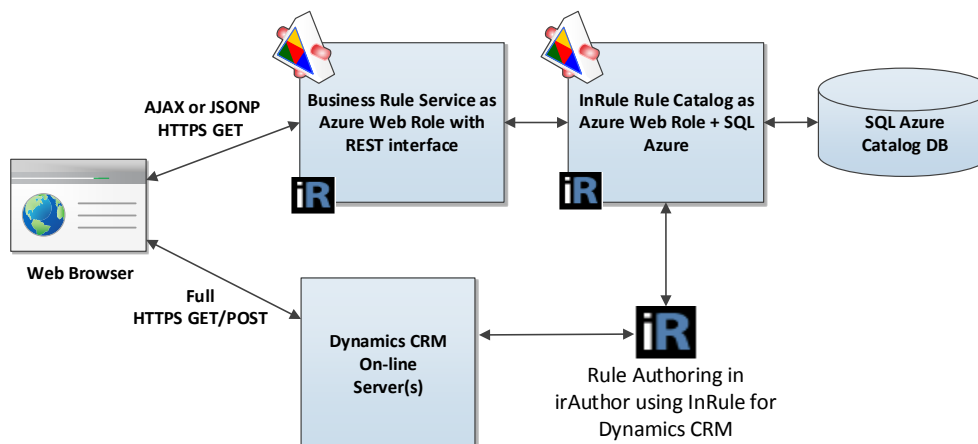 Business Rule Service as
Azure Web Role with
REST interface
iR
InRule Rule Catalog as
Azure Web Role + SQL
Azure
iR
SQL Azure
Catalog DB
AJAX or JSONP
HTTPS GET
Web Browser
Full
HTTPS GET/POST
Dynamics CRM
On-line
Server(s)
iR
Rule Authoring in
irAuthor using InRule for
Dynamics CRM